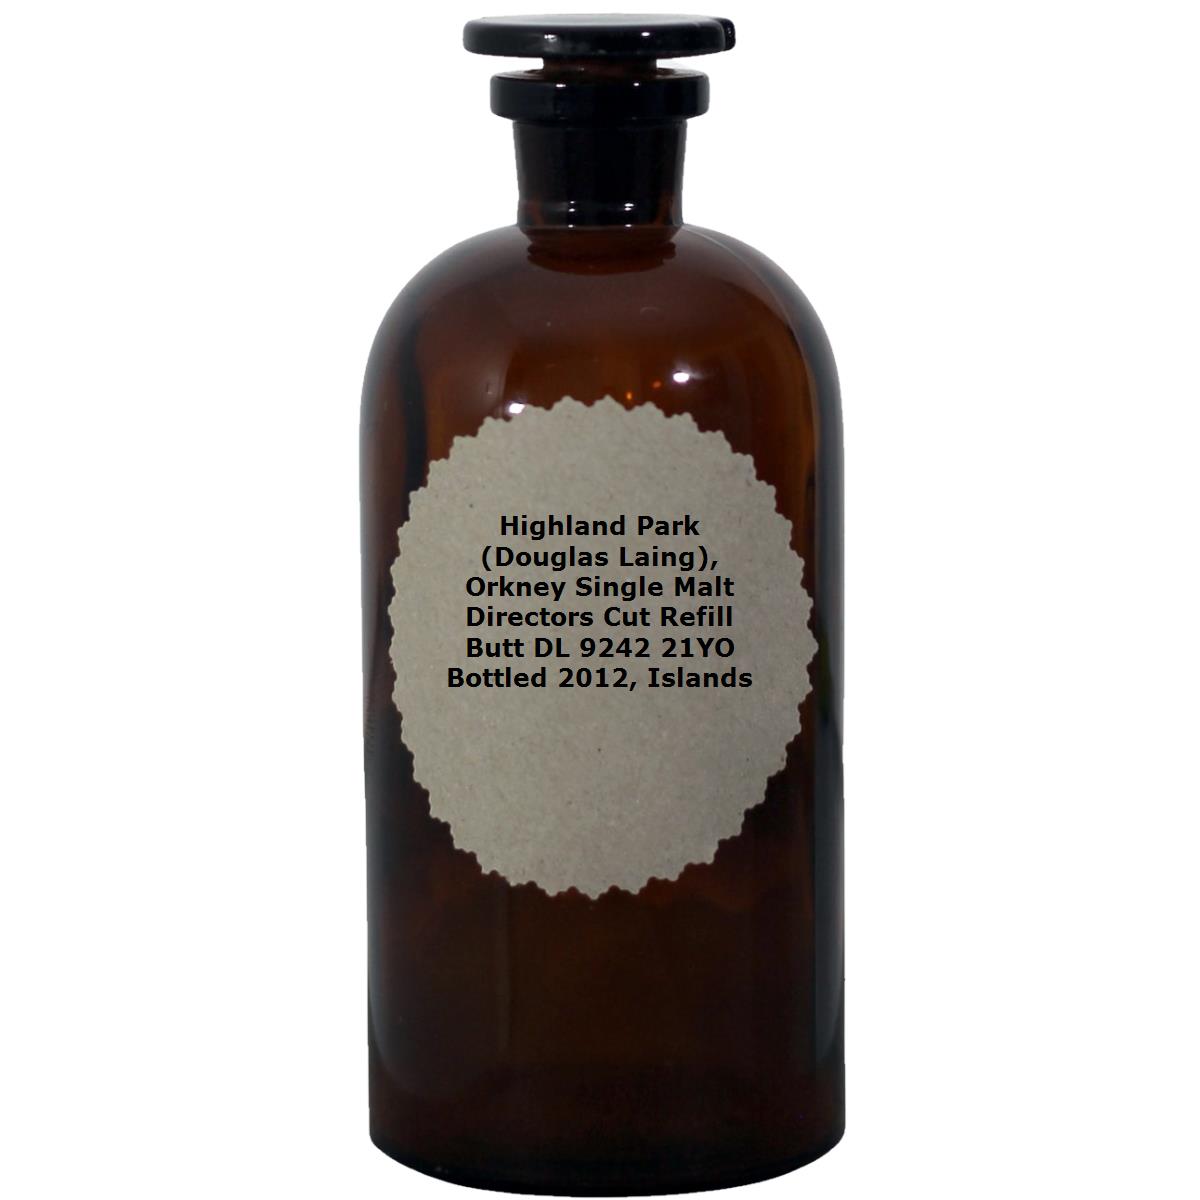 Highland Park
(Douglas Laing),
Orkney Single Malt
Directors Cut Refill
Butt DL 9242 21YO
Bottled 2012, Islands